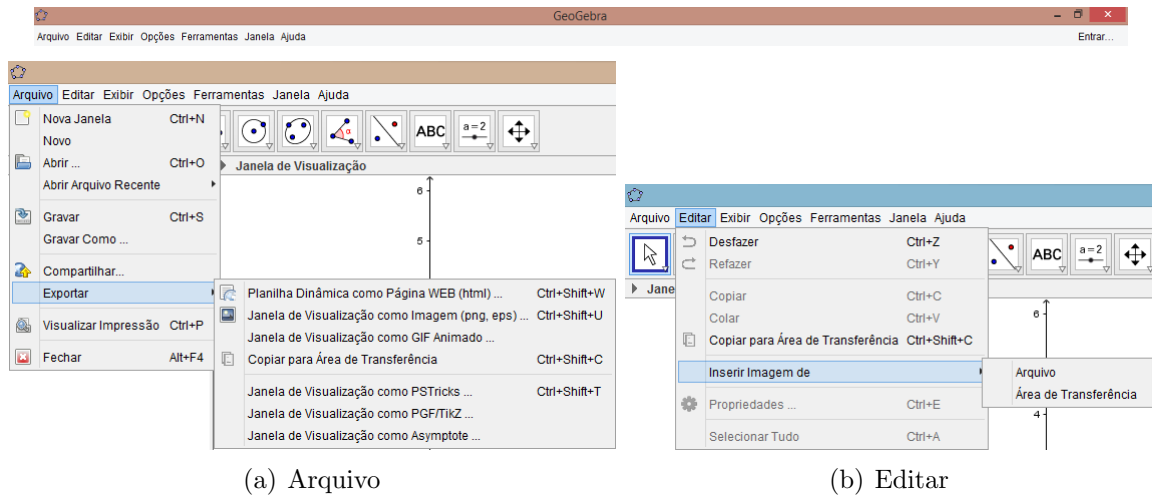 GeoGebra
Arquivo Editar Exibir Opções Ferramentas Janela Ajuda Entrar...
Arquivo Editar Exibir Opções Ferramentas Janela Ajuda
Nova Janela Ctrl+N
Novo
Abrir ... Ctrl+O
Abrir Arquivo Recente
Gravar Ctrl+S
Gravar Como ...
Compartilhar...
Exportar
Visualizar Impressão Ctrl+P
Fechar Alt+F4
α ABC a=2
Janela de Visualização
6
5
Planilha Dinâmica como Página WEB (html) ... Ctrl+Shift+W
Janela de Visualização como Imagem (png, eps) ... Ctrl+Shift+U
Janela de Visualização como GIF Animado ...
Copiar para Área de Transferência Ctrl+Shift+C
Janela de Visualização como PSTricks ... Ctrl+Shift+T
Janela de Visualização como PGF/TikZ ...
Janela de Visualização como Asymptote ...
(a) Arquivo
Arquivo Editar Exibir Opções Ferramentas Janela Ajuda
Desfazer Ctrl+Z
Refazer Ctrl+Y
Copiar Ctrl+C
Colar Ctrl+V
Copiar para Área de Transferência Ctrl+Shift+C
Inserir Imagem de
Propriedades ... Ctrl+E
Selecionar Tudo Ctrl+A
ABC a=2
Jane
6
Arquivo
Área de Transferência
4
(b) Editar